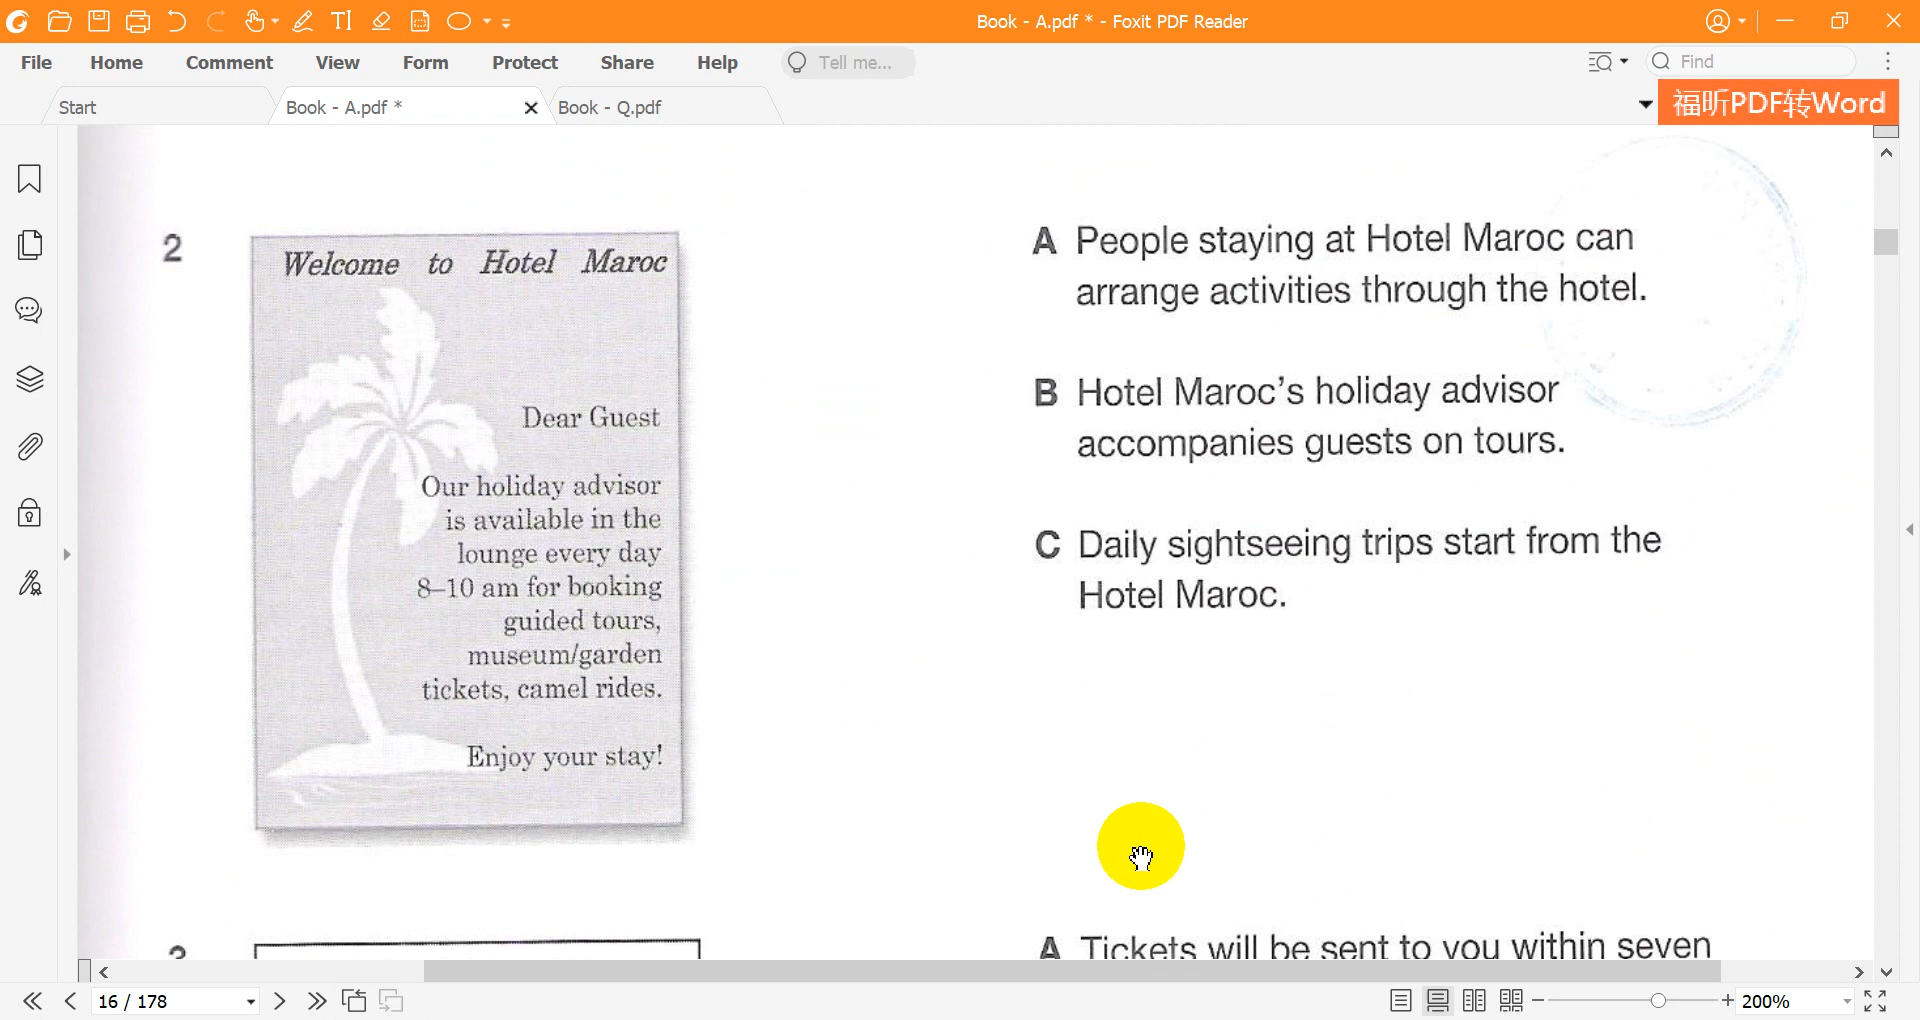 Book - A.pdf * - Foxit PDF Reader
File Home Comment View Form Protect Share Help Tell me... Find
Start Book - A.pdf * Book - Q.pdf 福昕PDF转Word
2
Welcome to Hotel Maroc
Dear Guest
Our holiday advisor
is available in the
lounge every day
8–10 am for booking
guided tours,
museum/garden
tickets, camel rides.
Enjoy your stay!
A People staying at Hotel Maroc can
arrange activities through the hotel.
B Hotel Maroc's holiday advisor
accompanies guests on tours.
C Daily sightseeing trips start from the
Hotel Maroc.
3
A Tickets will be sent to you within seven
16 / 178 200%